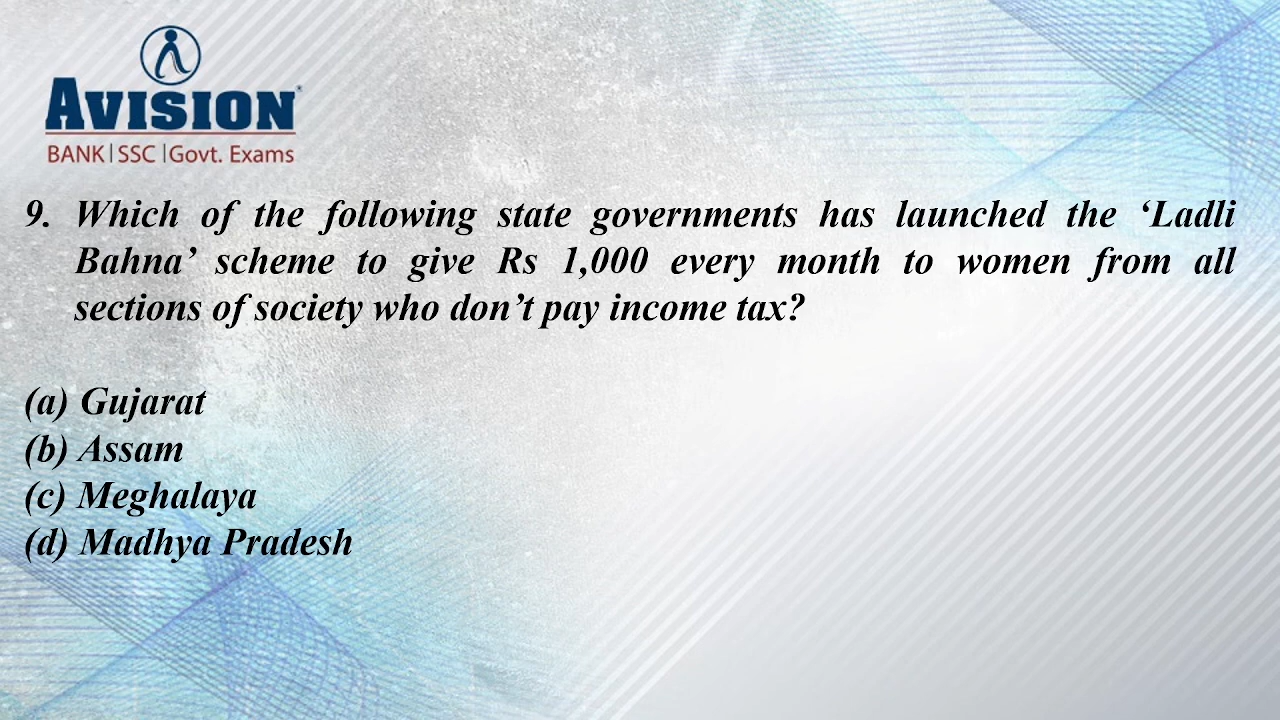 AVISION
BANK|SSC|Govt. Exams
9. Which of the following state governments has launched the ‘Ladli
Bahna’ scheme to give Rs 1,000 every month to women from all
sections of society who don’t pay income tax?
(a) Gujarat
(b) Assam
(c) Meghalaya
(d) Madhya Pradesh